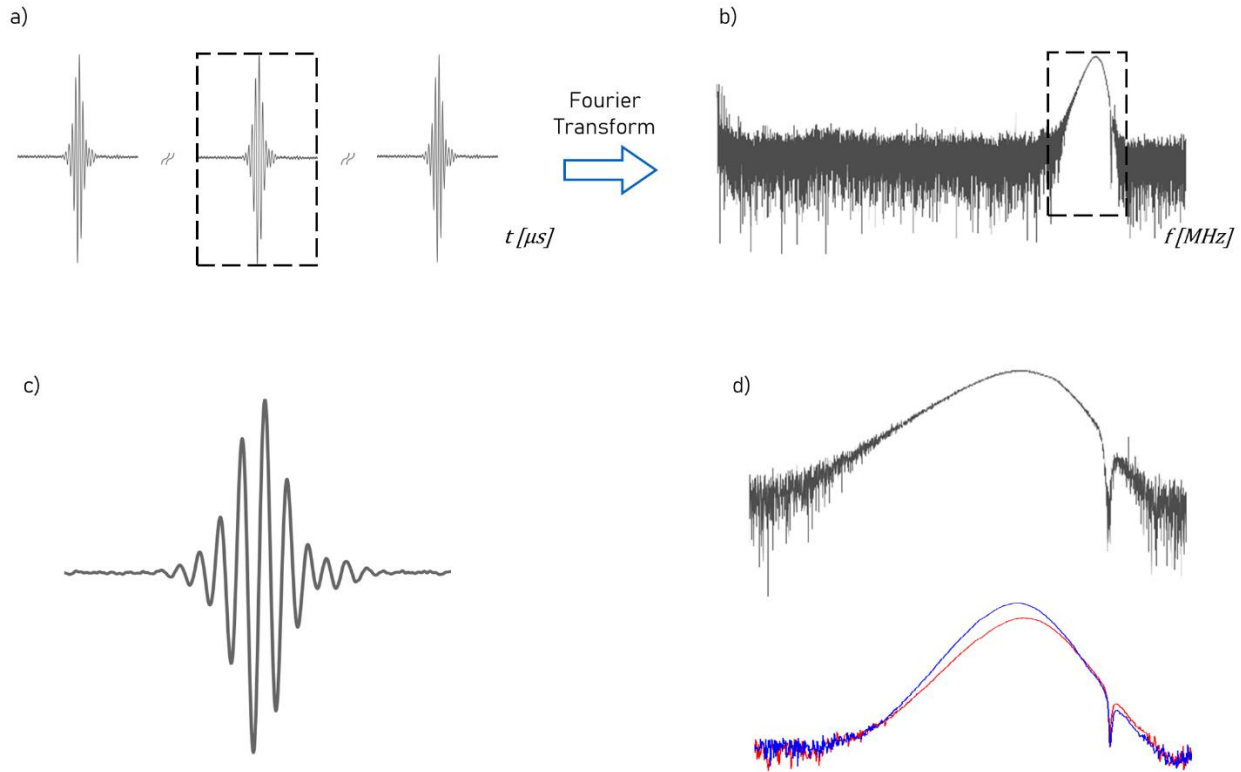 a)
b)
Fourier
Transform
t [μs]
f [MHz]
c)
d)